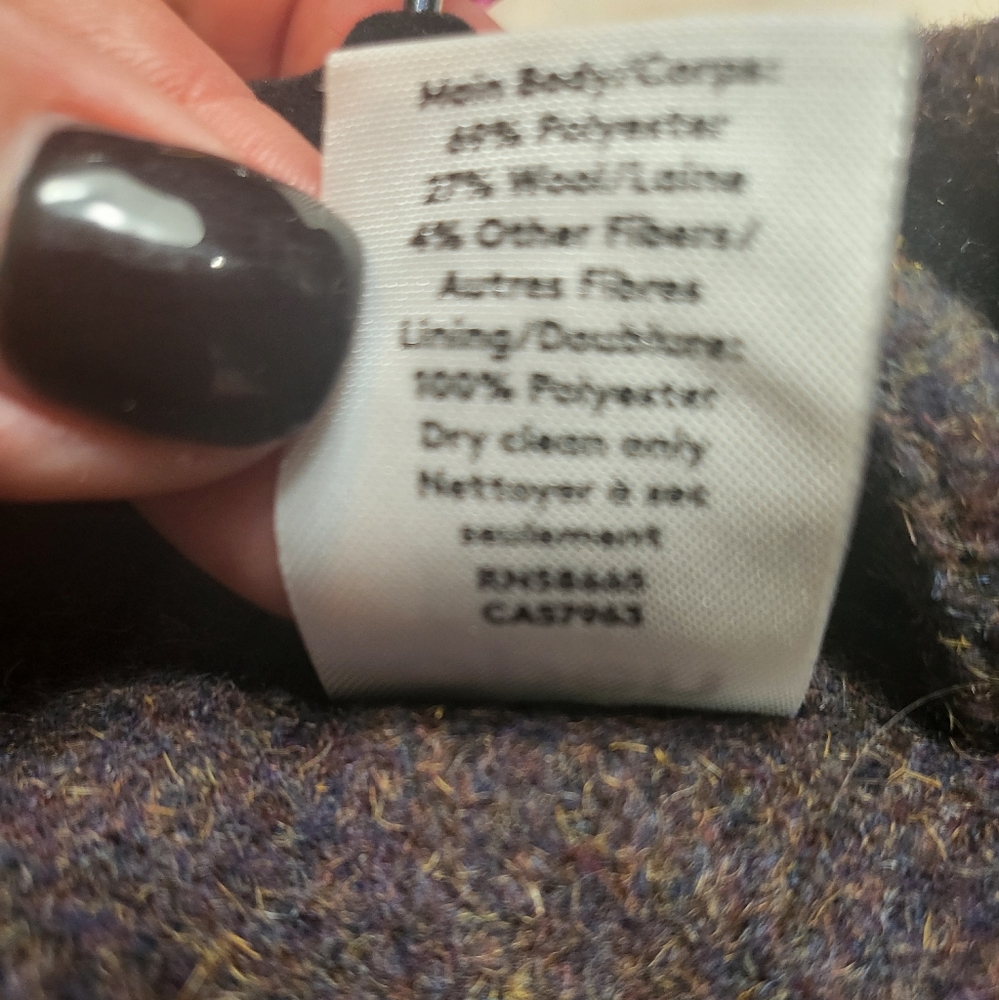 Main Body/Corps:
69% Polyester
27% Wool/Laine
4% Other Fibers/
Autres Fibres
Lining/Doublure:
100% Polyester
Dry clean only
Nettoyer à sec
seulement
RN58665
CA57963